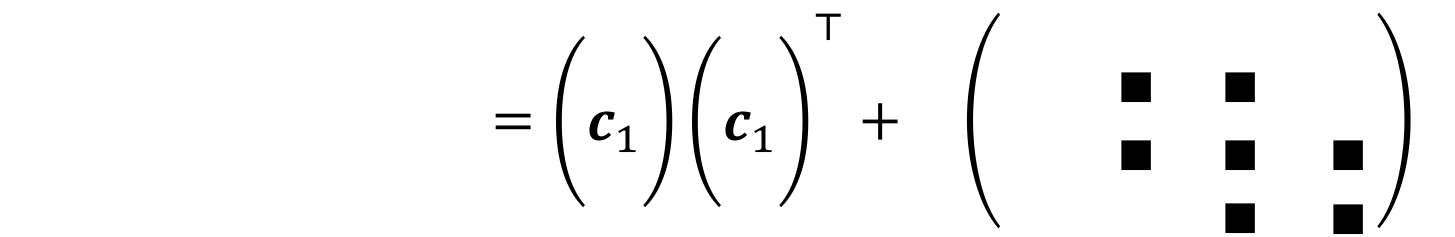 = (c₁) (c₁)ᵀ + ( ■ ■
■ ■ ■
■ ■ )